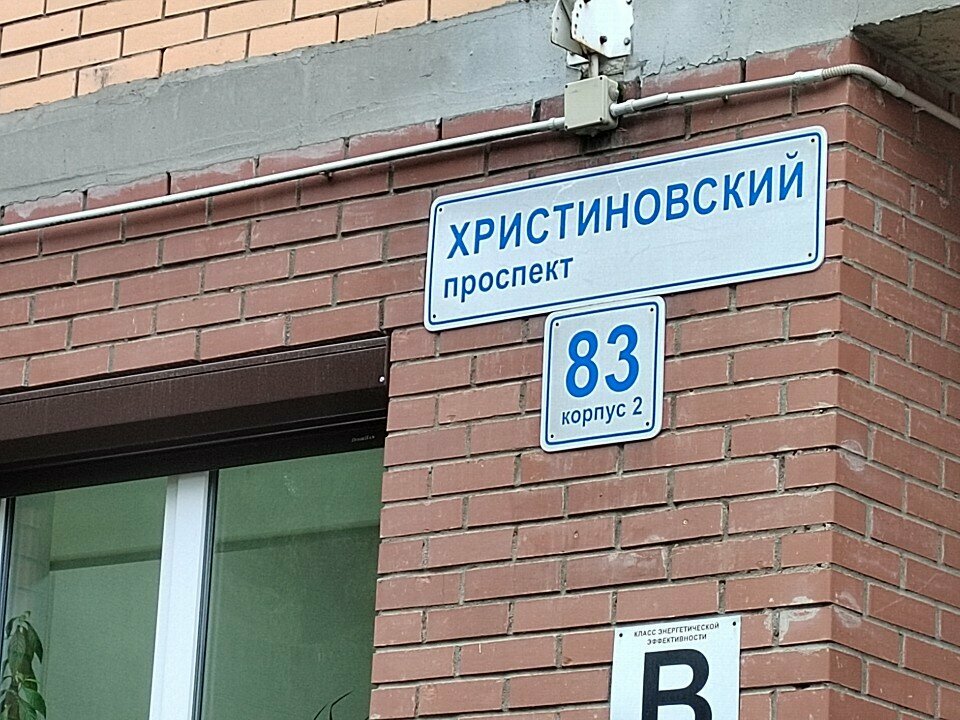 ХРИСТИНОВСКИЙ
проспект
83
корпус 2
КЛАСС ЭНЕРГЕТИЧЕСКОЙ
ЭФФЕКТИВНОСТИ
B